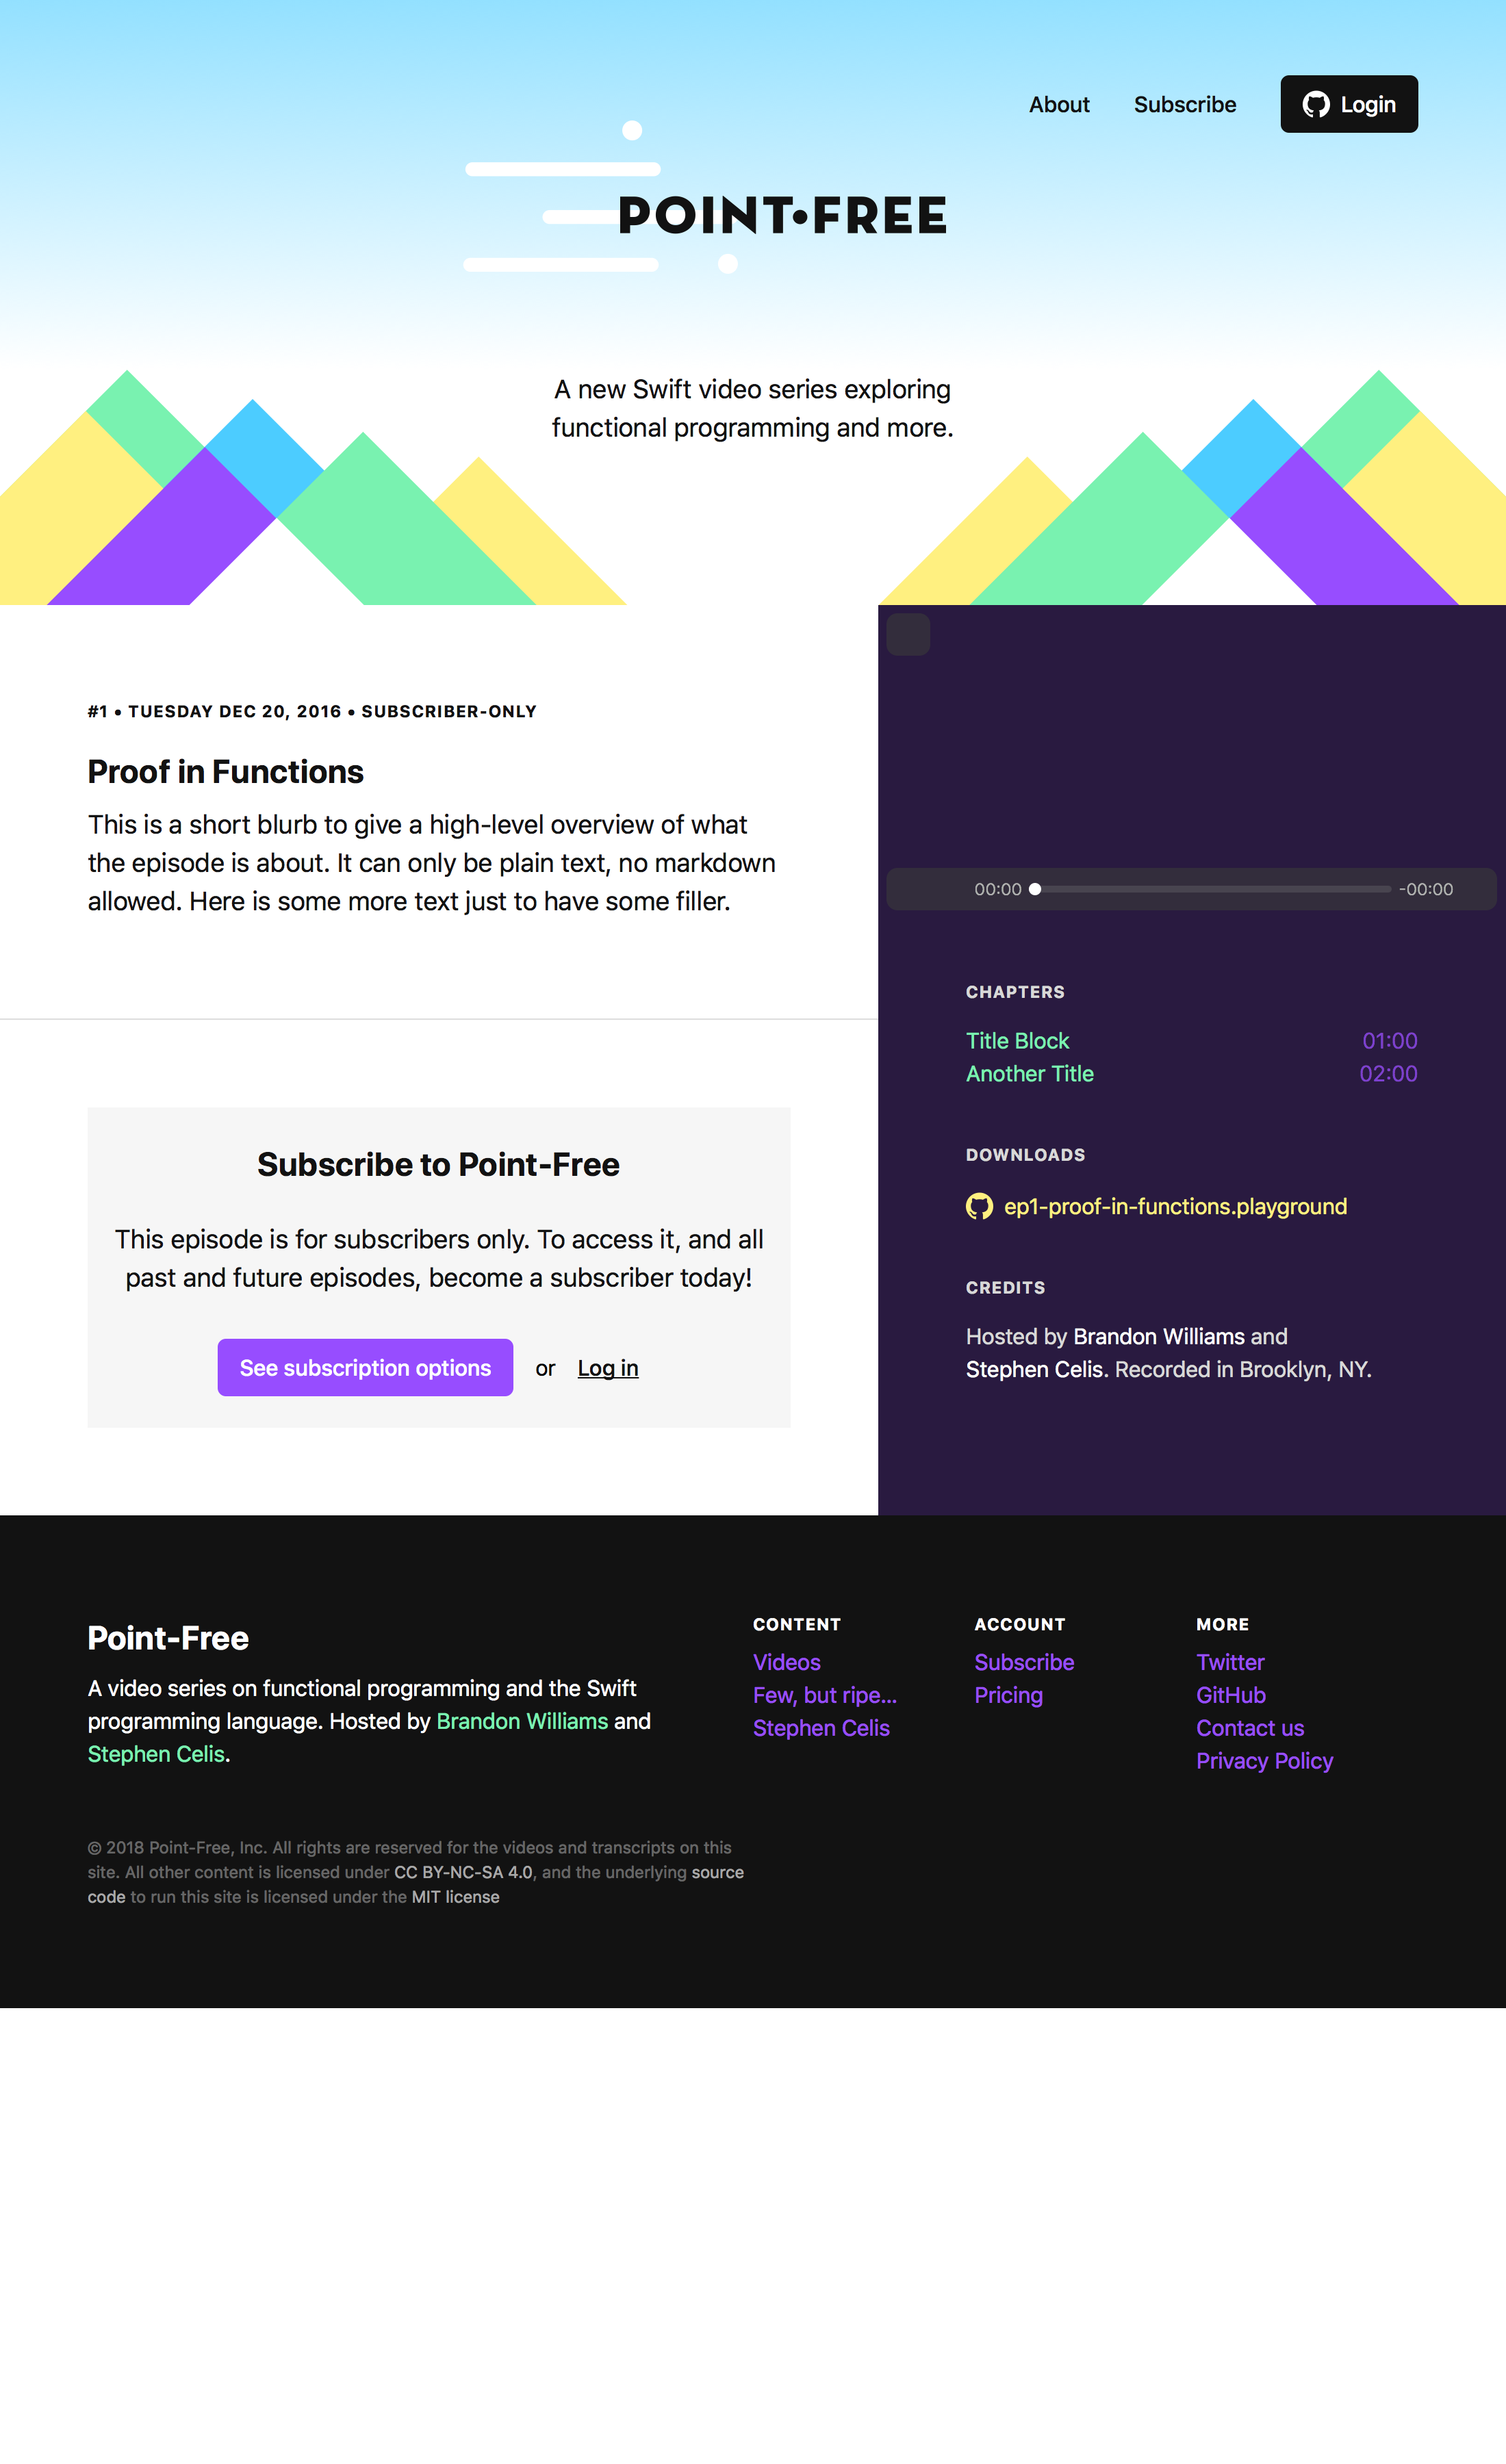 About
Subscribe
Login
POINT•FREE
A new Swift video series exploring
functional programming and more.
#1 • TUESDAY DEC 20, 2016 • SUBSCRIBER-ONLY
Proof in Functions
This is a short blurb to give a high-level overview of what
the episode is about. It can only be plain text, no markdown
allowed. Here is some more text just to have some filler.
Subscribe to Point-Free
This episode is for subscribers only. To access it, and all
past and future episodes, become a subscriber today!
See subscription options or Log in
00:00 -00:00
CHAPTERS
Title Block 01:00
Another Title 02:00
DOWNLOADS
ep1-proof-in-functions.playground
CREDITS
Hosted by Brandon Williams and
Stephen Celis. Recorded in Brooklyn, NY.
Point-Free
A video series on functional programming and the Swift
programming language. Hosted by Brandon Williams and
Stephen Celis.
CONTENT
Videos
Few, but ripe...
Stephen Celis
ACCOUNT
Subscribe
Pricing
MORE
Twitter
GitHub
Contact us
Privacy Policy
© 2018 Point-Free, Inc. All rights are reserved for the videos and transcripts on this
site. All other content is licensed under CC BY-NC-SA 4.0, and the underlying source
code to run this site is licensed under the MIT license